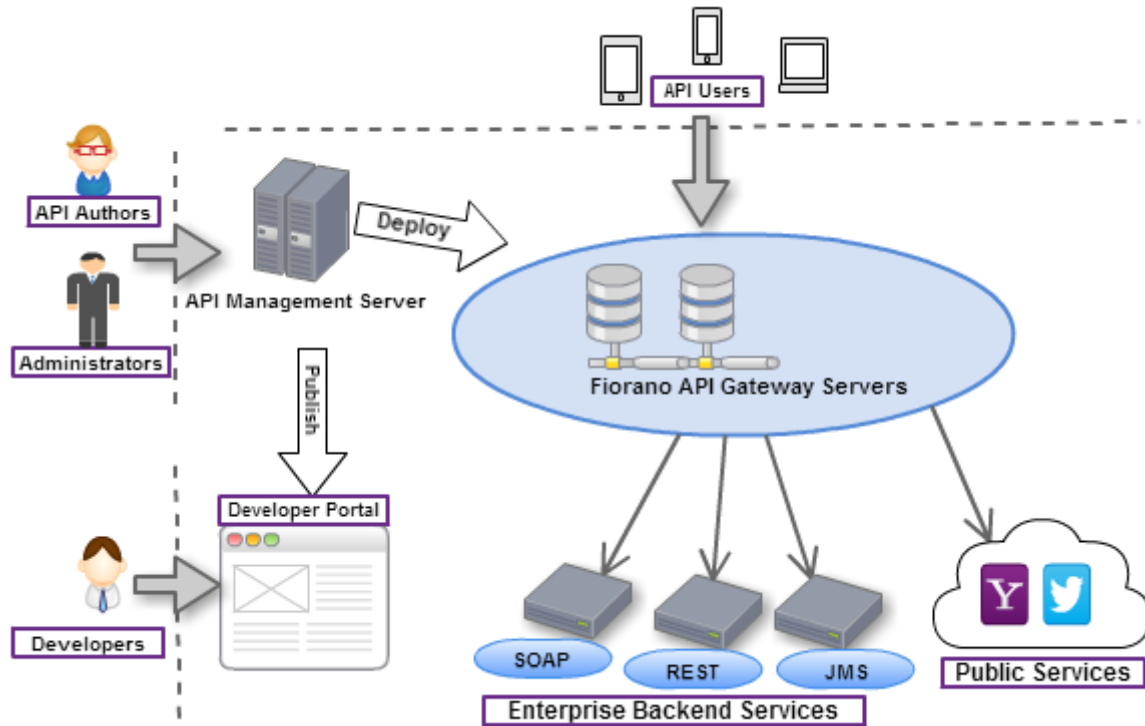 API Users
API Authors
Deploy
API Management Server
Administrators
Fiorano API Gateway Servers
Publish
Developer Portal
Developers
Y
SOAP
REST
JMS
Public Services
Enterprise Backend Services